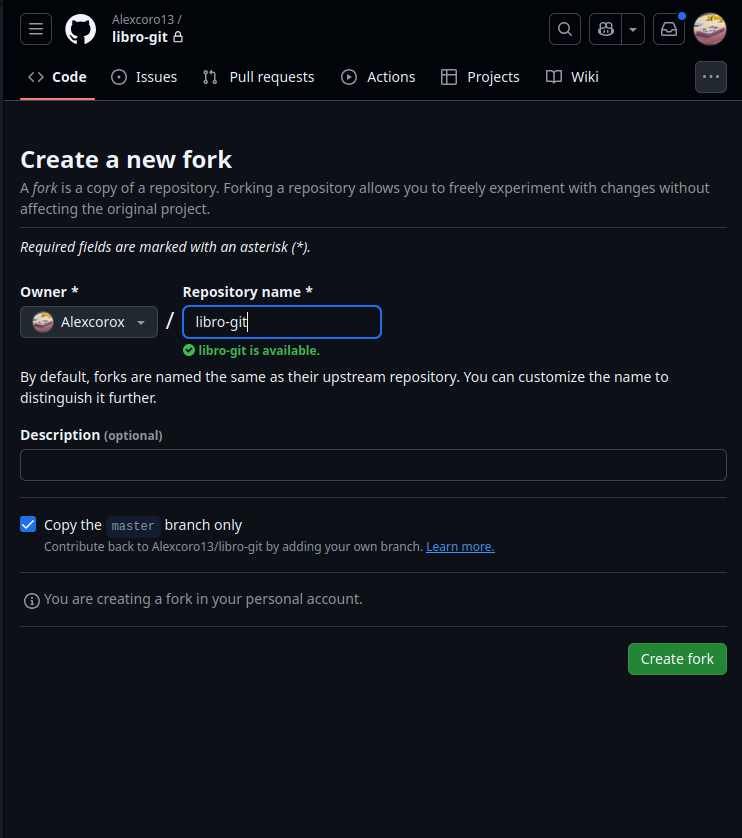 Alexcoro13 /
libro-git
Code Issues Pull requests Actions Projects Wiki
Create a new fork
A fork is a copy of a repository. Forking a repository allows you to freely experiment with changes without
affecting the original project.
Required fields are marked with an asterisk (*).
Owner * Repository name *
Alexcorox / libro-git
libro-git is available.
By default, forks are named the same as their upstream repository. You can customize the name to
distinguish it further.
Description (optional)
Copy the master branch only
Contribute back to Alexcoro13/libro-git by adding your own branch. Learn more.
You are creating a fork in your personal account.
Create fork